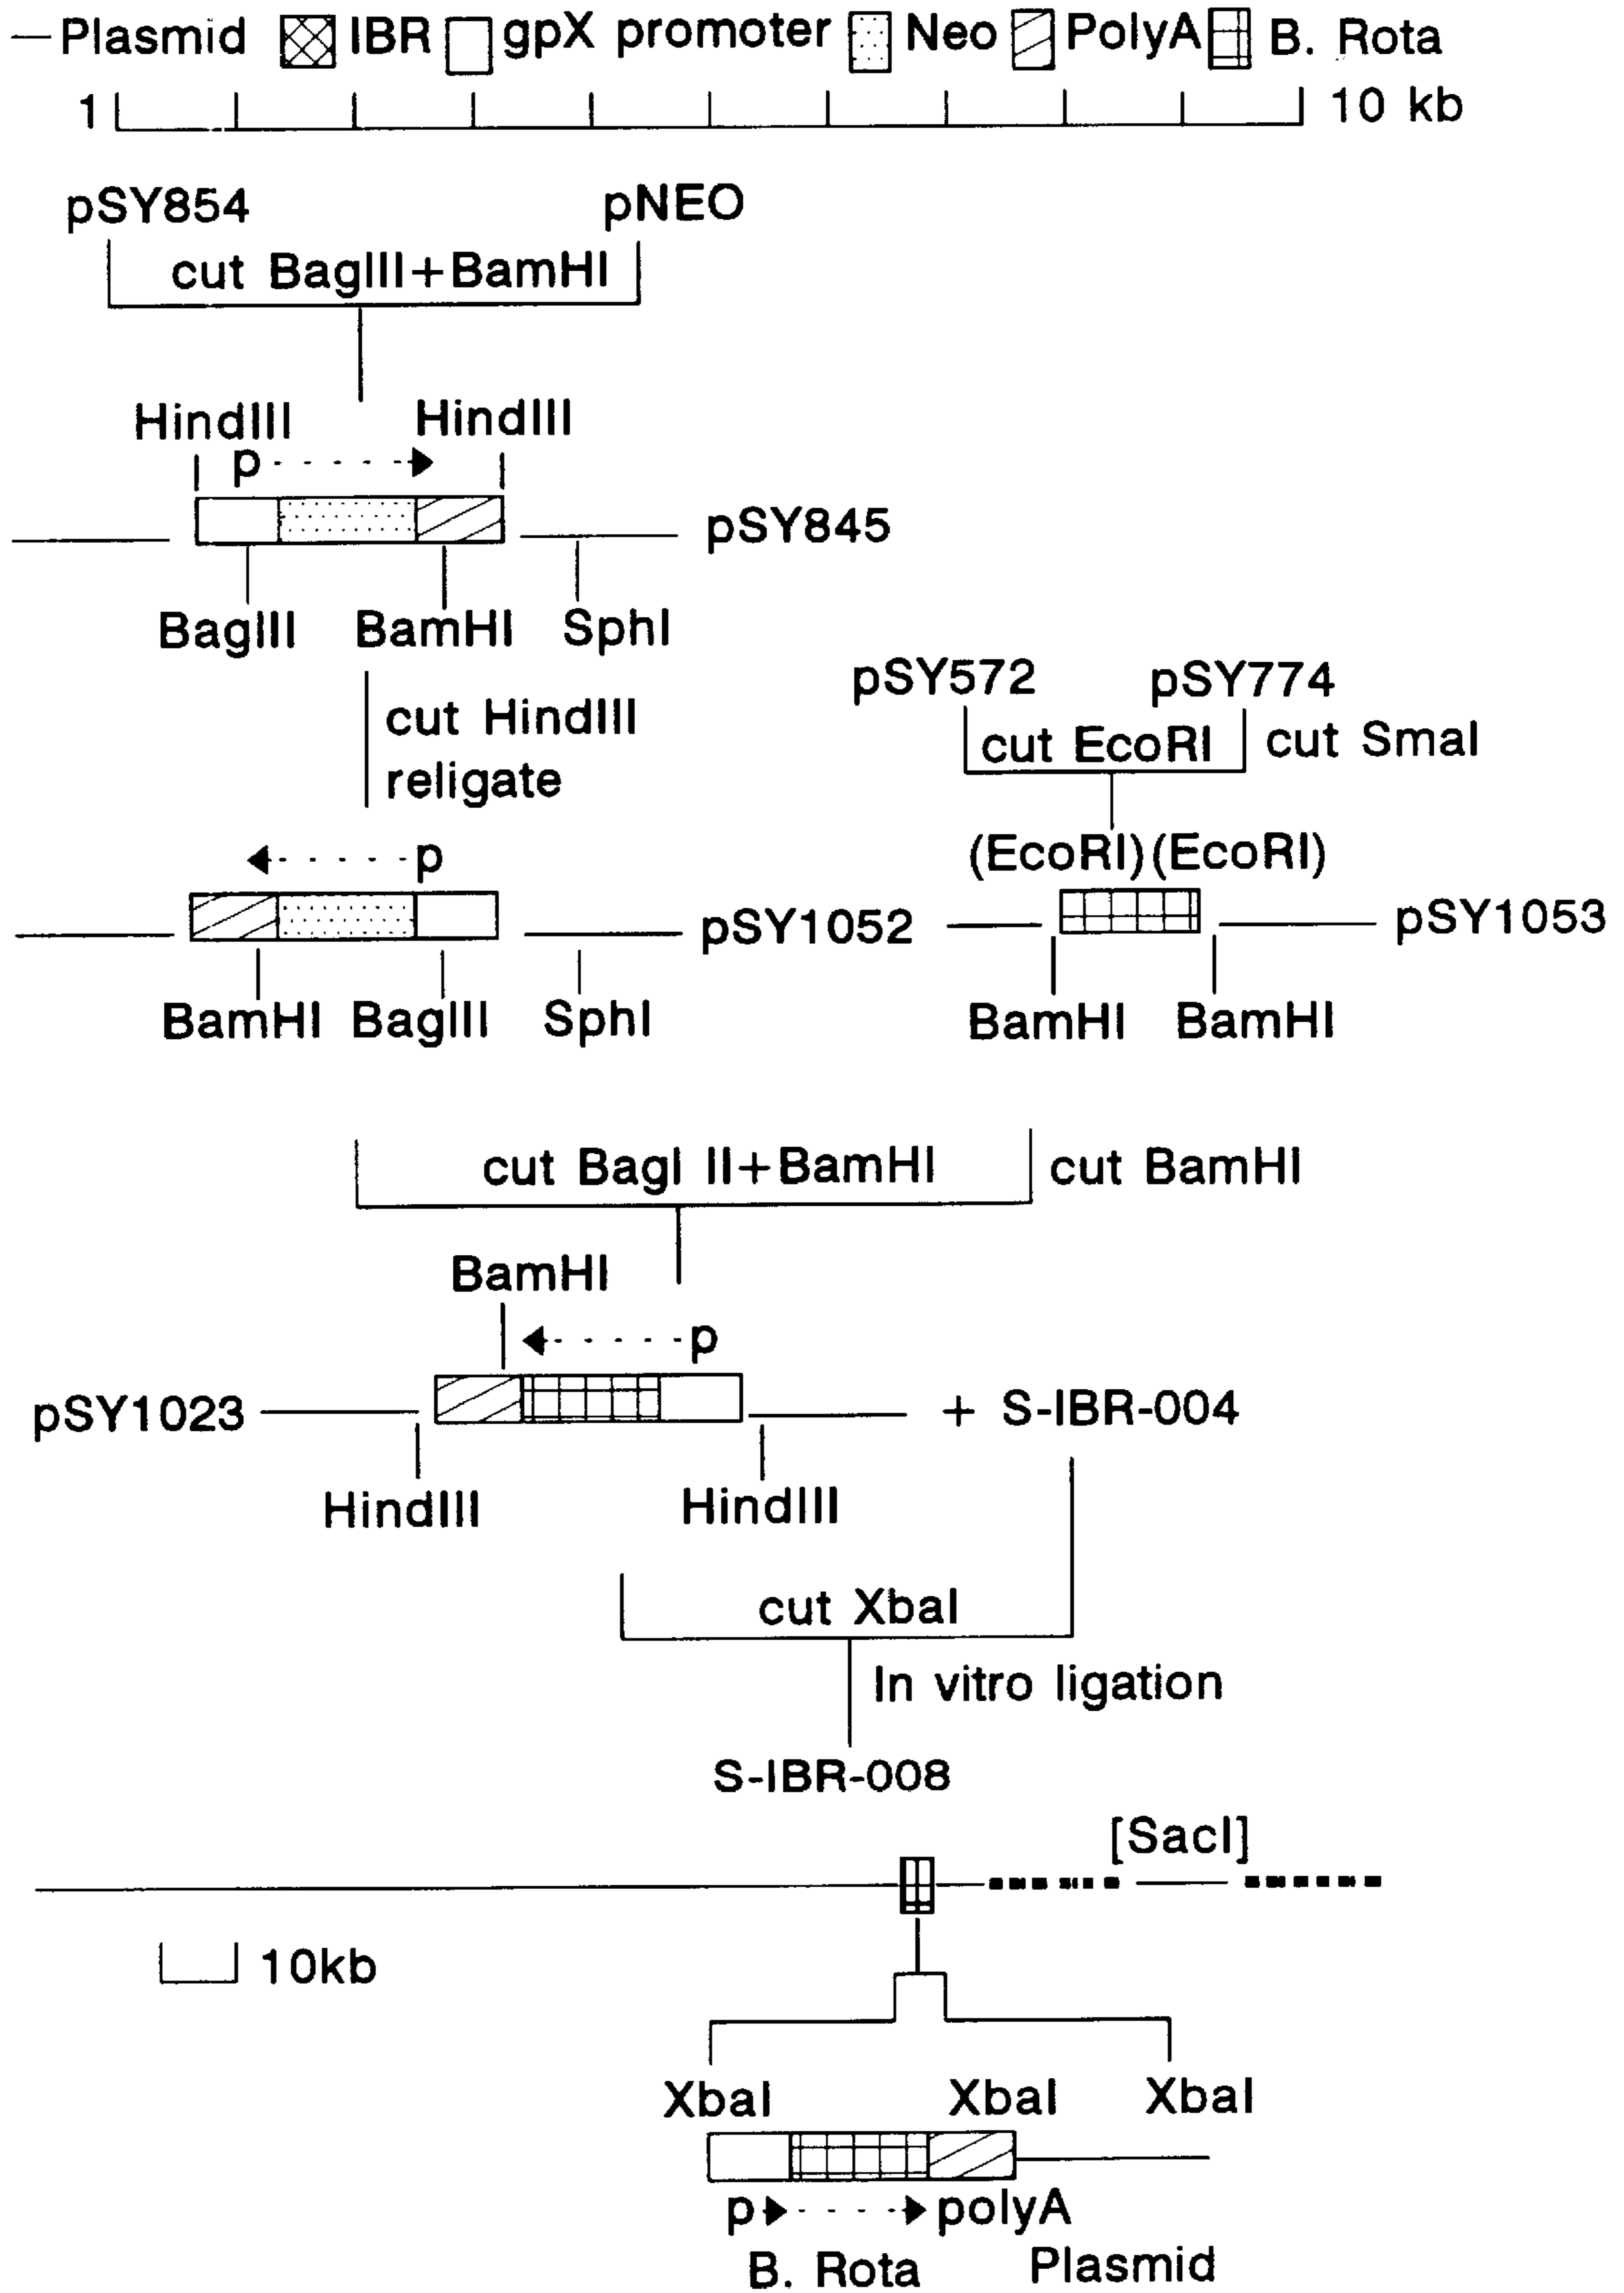 Plasmid IBR gpX promoter Neo PolyA B. Rota
1 10 kb
pSY854 pNEO
cut BagIII+BamHI
HindIII HindIII
p
pSY845
BagIII BamHI SphI
cut HindIII
religate
pSY572 pSY774
cut EcoRI cut SmaI
(EcoRI)(EcoRI)
p
pSY1052 pSY1053
BamHI BagIII SphI BamHI BamHI
cut BagI II+BamHI cut BamHI
BamHI
p
pSY1023 + S-IBR-004
HindIII HindIII
cut XbaI
In vitro ligation
S-IBR-008
[SacI]
10kb
XbaI XbaI XbaI
p polyA
B. Rota Plasmid